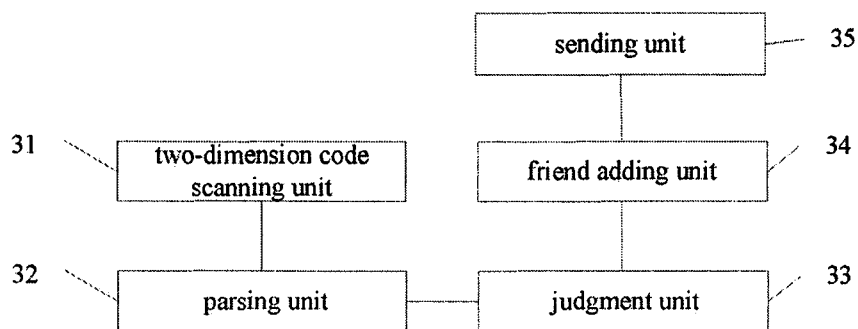 sending unit
35
31
two-dimension code
scanning unit
friend adding unit
34
32
parsing unit
judgment unit
33